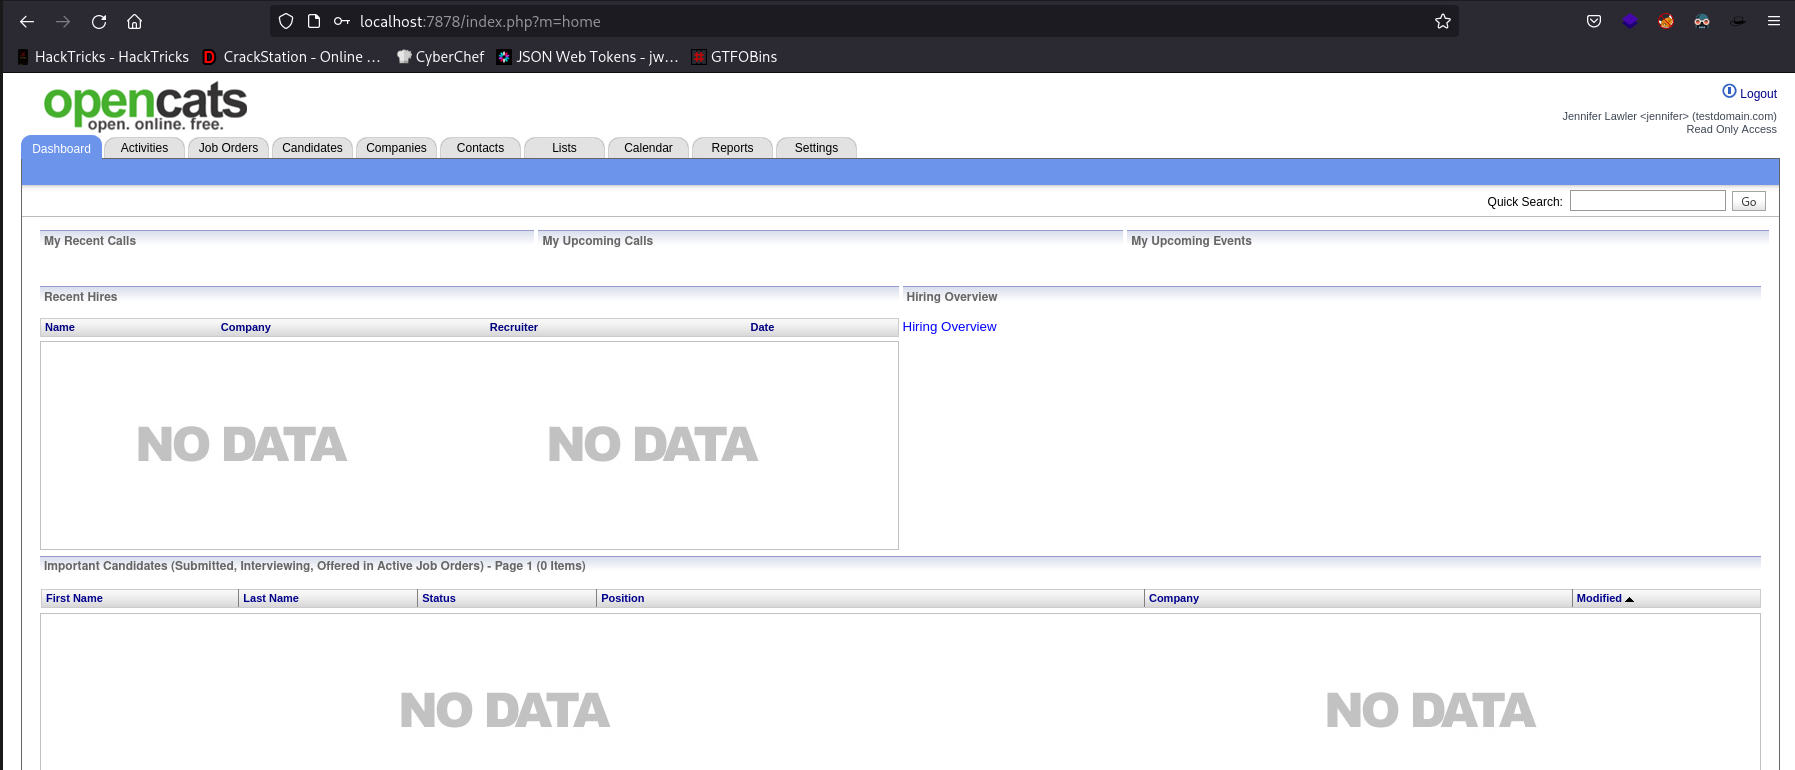 localhost:7878/index.php?m=home
HackTricks - HackTricks CrackStation - Online ... CyberChef JSON Web Tokens - jw... GTFOBins
opencats
open. online. free.
Logout
Jennifer Lawler <jennifer> (testdomain.com)
Read Only Access
Dashboard Activities Job Orders Candidates Companies Contacts Lists Calendar Reports Settings
Quick Search: Go
My Recent Calls My Upcoming Calls My Upcoming Events
Recent Hires Hiring Overview
Name Company Recruiter Date Hiring Overview
NO DATA NO DATA
Important Candidates (Submitted, Interviewing, Offered in Active Job Orders) - Page 1 (0 Items)
First Name Last Name Status Position Company Modified
NO DATA NO DATA